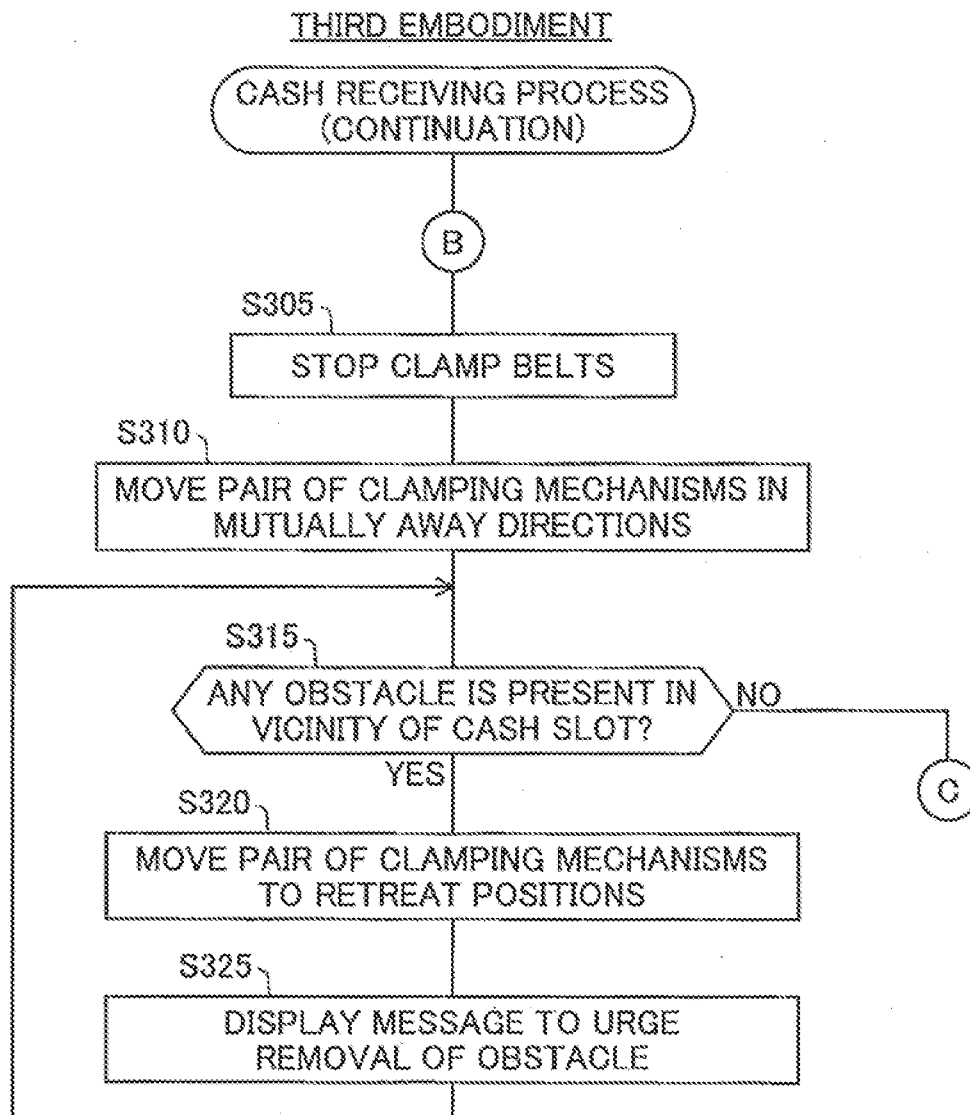 THIRD EMBODIMENT
CASH RECEIVING PROCESS
(CONTINUATION)
B
S305
STOP CLAMP BELTS
S310
MOVE PAIR OF CLAMPING MECHANISMS IN
MUTUALLY AWAY DIRECTIONS
S315
ANY OBSTACLE IS PRESENT IN
VICINITY OF CASH SLOT?
NO
YES
C
S320
MOVE PAIR OF CLAMPING MECHANISMS
TO RETREAT POSITIONS
S325
DISPLAY MESSAGE TO URGE
REMOVAL OF OBSTACLE